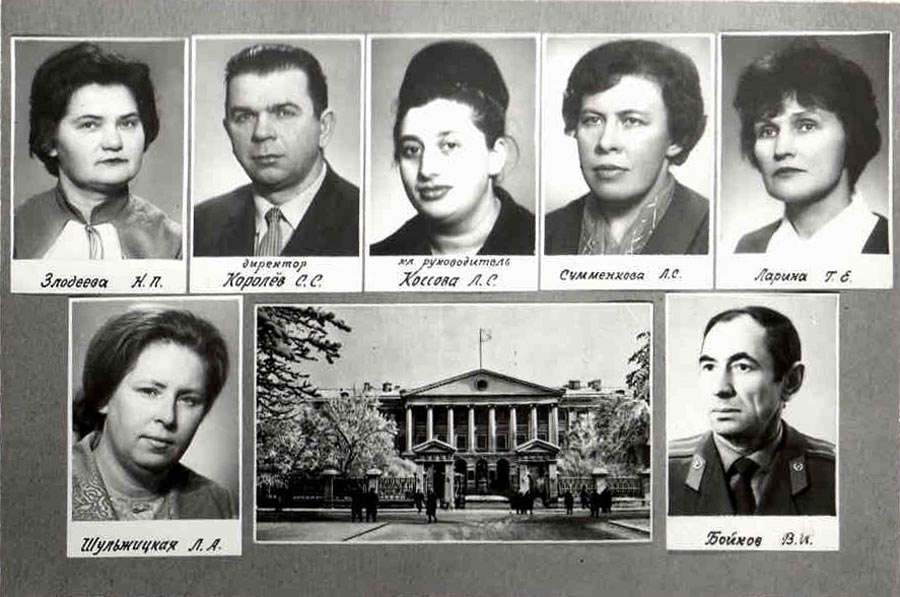 Злодеева Н.П.
директор
Королёв С.С.
кл. руководитель
Коссова Л.С.
Сумменкова Л.С.
Ларина Т.Е.
Шульжицкая Л.А.
Бойков В.И.